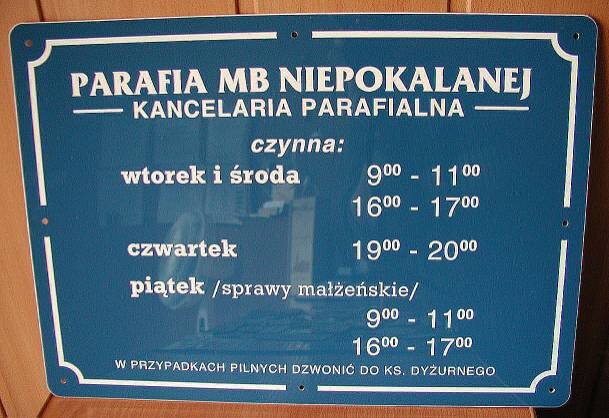 PARAFIA MB NIEPOKALANEJ
KANCELARIA PARAFIALNA
czynna:
wtorek i środa 9⁰⁰ - 11⁰⁰
16⁰⁰ - 17⁰⁰
czwartek 19⁰⁰ - 20⁰⁰
piątek /sprawy małżeńskie/
9⁰⁰ - 11⁰⁰
16⁰⁰ - 17⁰⁰
W PRZYPADKACH PILNYCH DZWONIĆ DO KS. DYŻURNEGO